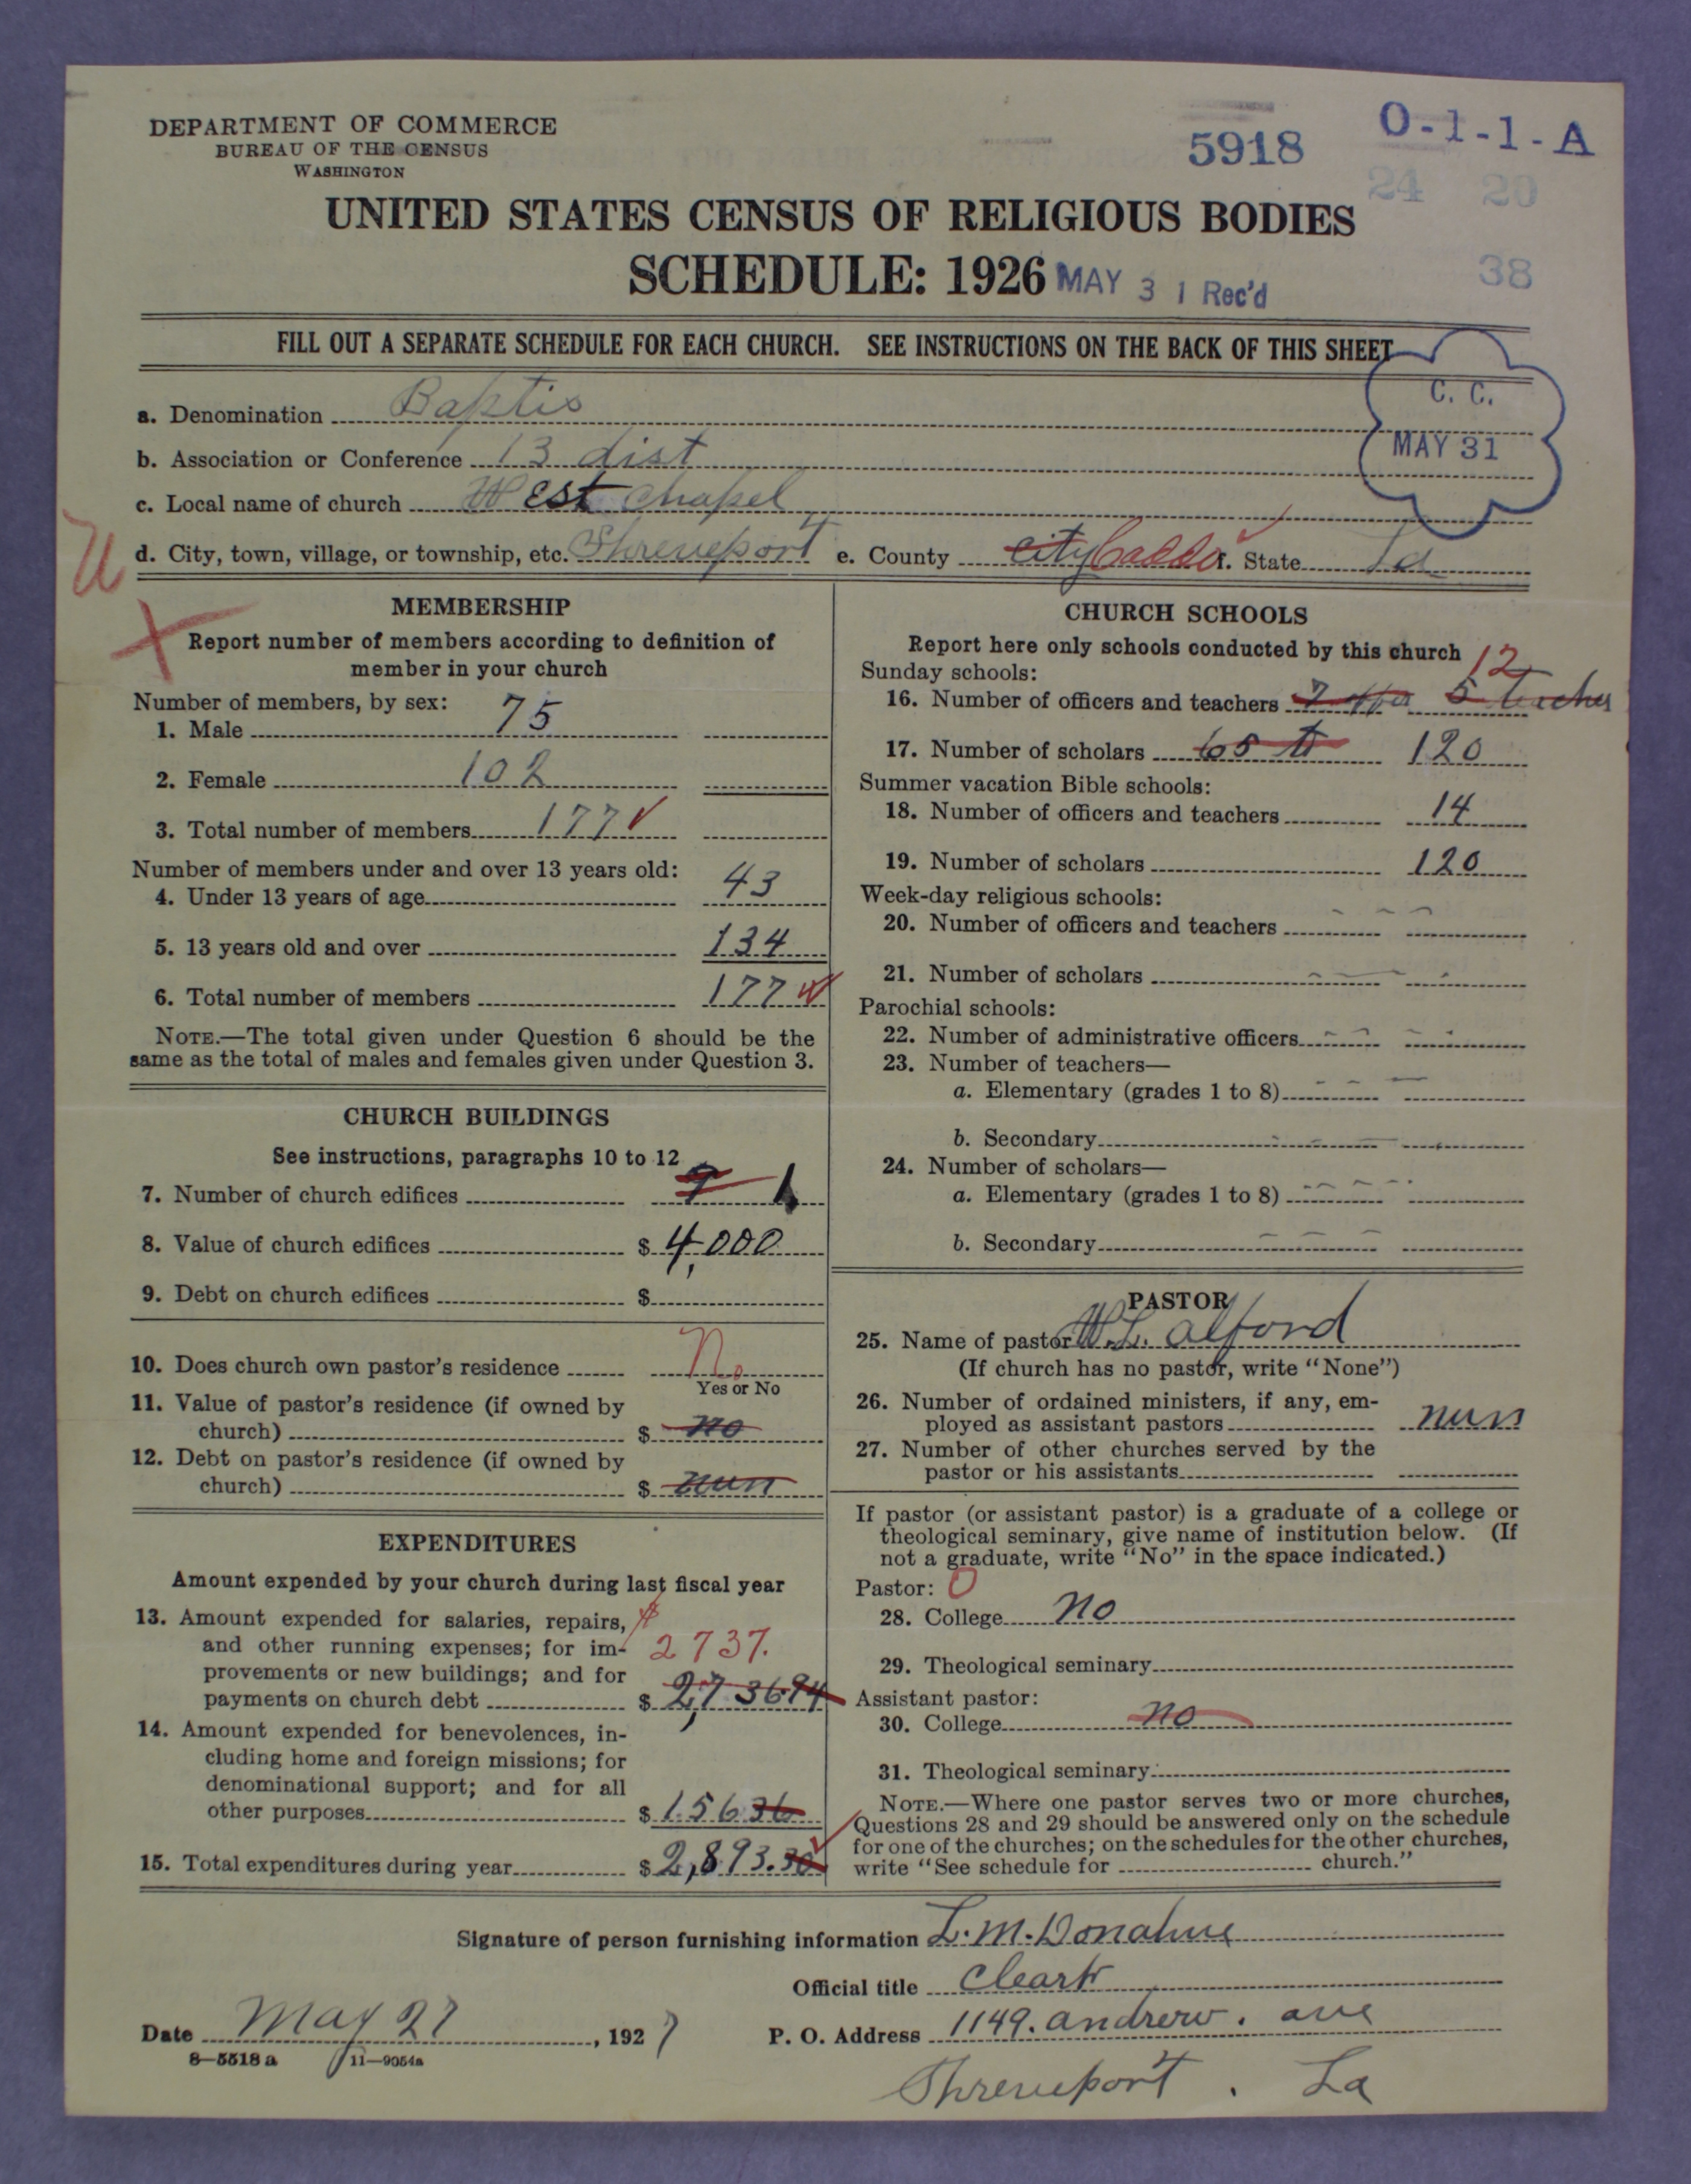 DEPARTMENT OF COMMERCE
BUREAU OF THE CENSUS
WASHINGTON
5918
O-1-1-A
24 20
38
UNITED STATES CENSUS OF RELIGIOUS BODIES
SCHEDULE: 1926 MAY 31 Rec'd
FILL OUT A SEPARATE SCHEDULE FOR EACH CHURCH. SEE INSTRUCTIONS ON THE BACK OF THIS SHEET
C. C.
MAY 31
a. Denomination Baptis
b. Association or Conference 13 dist
c. Local name of church West Chapel
U
d. City, town, village, or township, etc. Shreveport e. County city Caddo f. State La
X
MEMBERSHIP
Report number of members according to definition of
member in your church
Number of members, by sex:
1. Male 75
2. Female 102
3. Total number of members 177 ✓
Number of members under and over 13 years old:
4. Under 13 years of age 43
5. 13 years old and over 134
6. Total number of members 177
NOTE.—The total given under Question 6 should be the
same as the total of males and females given under Question 3.
CHURCH BUILDINGS
See instructions, paragraphs 10 to 12
7. Number of church edifices 1
8. Value of church edifices $ 4,000
9. Debt on church edifices $
10. Does church own pastor's residence No
Yes or No
11. Value of pastor's residence (if owned by
church) $ no
12. Debt on pastor's residence (if owned by
church) $ nun
EXPENDITURES
Amount expended by your church during last fiscal year
13. Amount expended for salaries, repairs, $
and other running expenses; for im- 2737.
provements or new buildings; and for
payments on church debt $ 2,73694
14. Amount expended for benevolences, in-
cluding home and foreign missions; for
denominational support; and for all
other purposes $ 15636
15. Total expenditures during year $ 2,893.30
CHURCH SCHOOLS
Report here only schools conducted by this church
Sunday schools: 12
16. Number of officers and teachers 7 5 teacher
17. Number of scholars 65 120
Summer vacation Bible schools:
18. Number of officers and teachers 14
19. Number of scholars 120
Week-day religious schools:
20. Number of officers and teachers
21. Number of scholars
Parochial schools:
22. Number of administrative officers
23. Number of teachers—
a. Elementary (grades 1 to 8)
b. Secondary
24. Number of scholars—
a. Elementary (grades 1 to 8)
b. Secondary
PASTOR
25. Name of pastor W.L. Alford
(If church has no pastor, write "None")
26. Number of ordained ministers, if any, em-
ployed as assistant pastors nun
27. Number of other churches served by the
pastor or his assistants
If pastor (or assistant pastor) is a graduate of a college or
theological seminary, give name of institution below. (If
not a graduate, write "No" in the space indicated.)
Pastor: 0
28. College no
29. Theological seminary
Assistant pastor:
30. College no
31. Theological seminary
NOTE.—Where one pastor serves two or more churches,
Questions 28 and 29 should be answered only on the schedule
for one of the churches; on the schedules for the other churches,
write "See schedule for church."
Signature of person furnishing information L. M. Donahue
Official title Cleark
Date May 27, 1927 P. O. Address 1149. andrew. ave
8—5518 a 11—9054a
Shreveport. La